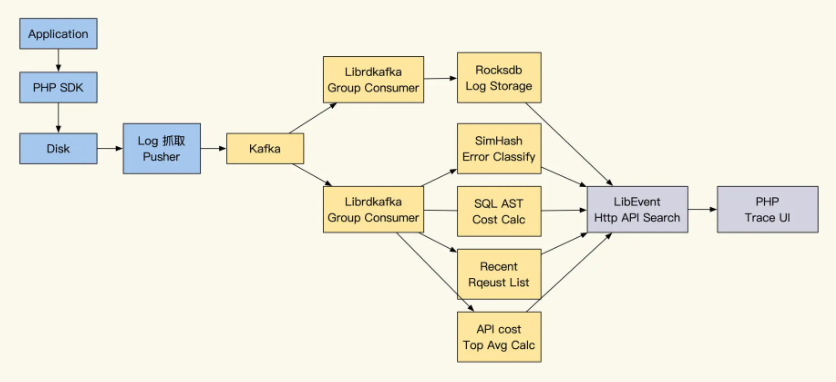 Application
PHP SDK
Disk
Log 抓取
Pusher
Kafka
Librdkafka
Group Consumer
Rocksdb
Log Storage
Librdkafka
Group Consumer
SimHash
Error Classify
SQL AST
Cost Calc
Recent
Rqeust List
API cost
Top Avg Calc
LibEvent
Http API Search
PHP
Trace UI